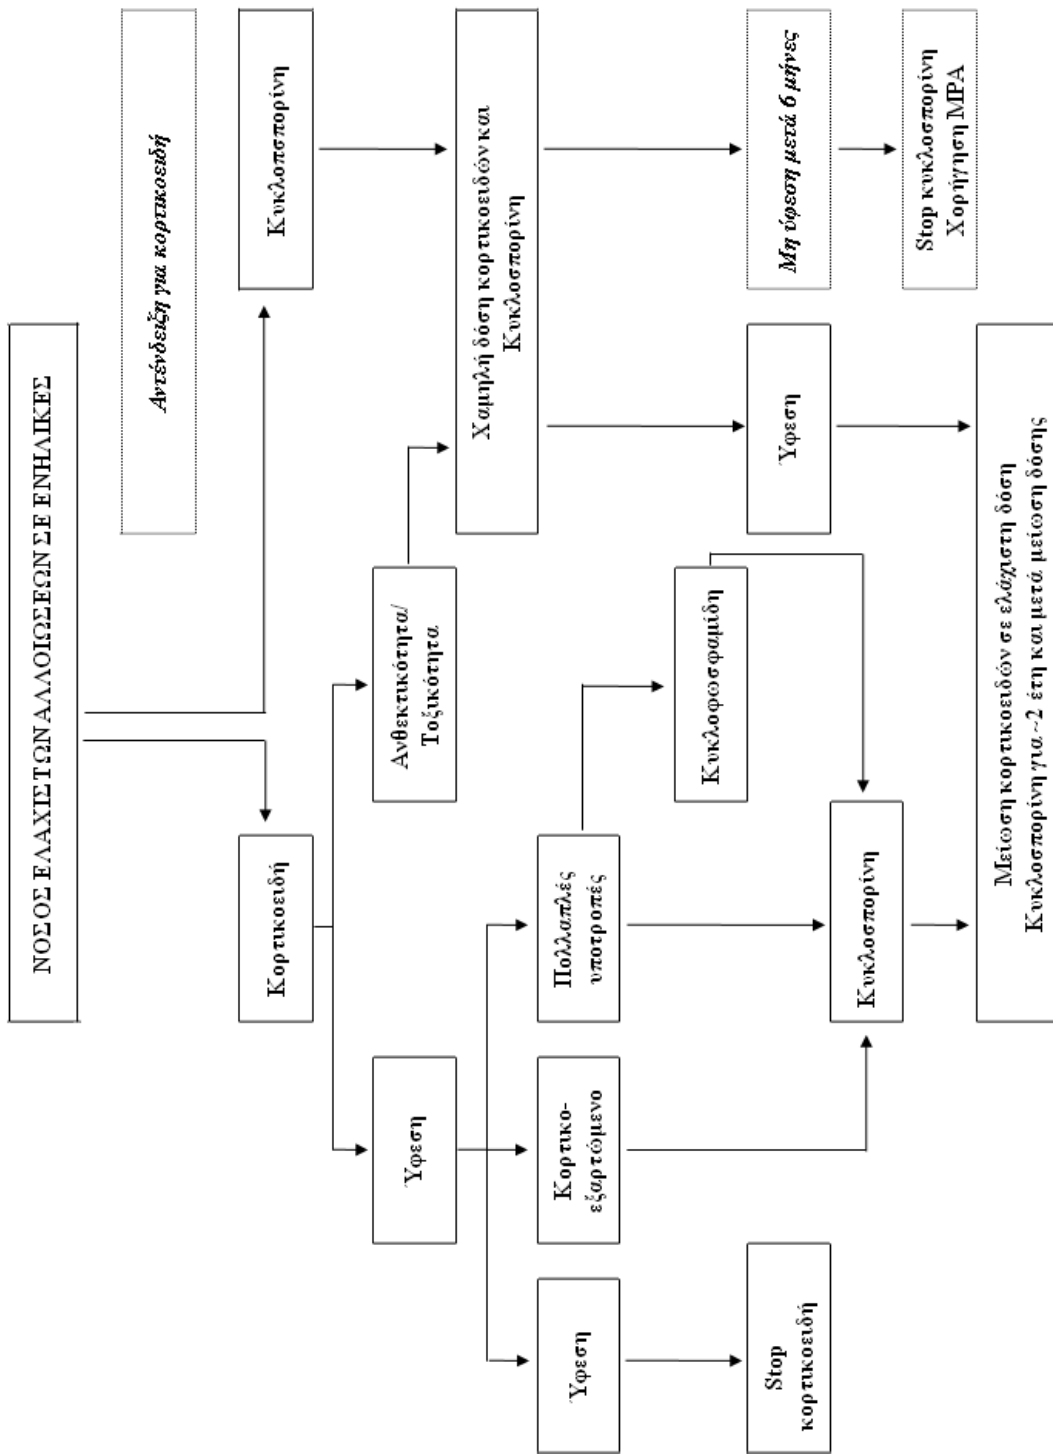 ΝΟΣΟΣ ΕΛΑΧΙΣΤΩΝ ΑΛΛΟΙΩΣΕΩΝ ΣΕ ΕΝΗΛΙΚΕΣ
Αντένδειξη για κορτικοειδή
Κορτικοειδή
Κυκλοπσπορίνη
Ύφεση
Ανθεκτικότητα/
Τοξικότητα
Χαμηλή δόση κορτικοειδών και
Κυκλοσπορίνη
Ύφεση
Κορτικο-
εξαρτώμενο
Πολλαπλές
υποτροπές
Κυκλοφωσφαμίδη
Stop
κορτικοειδή
Ύφεση
Μη ύφεση μετά 6 μήνες
Κυκλοσπορίνη
Stop κυκλοσπορίνη
Χορήγηση MPA
Μείωση κορτικοειδών σε ελάχιστη δόση
Κυκλοσπορίνη για ~2 έτη και μετά μείωση δόσης